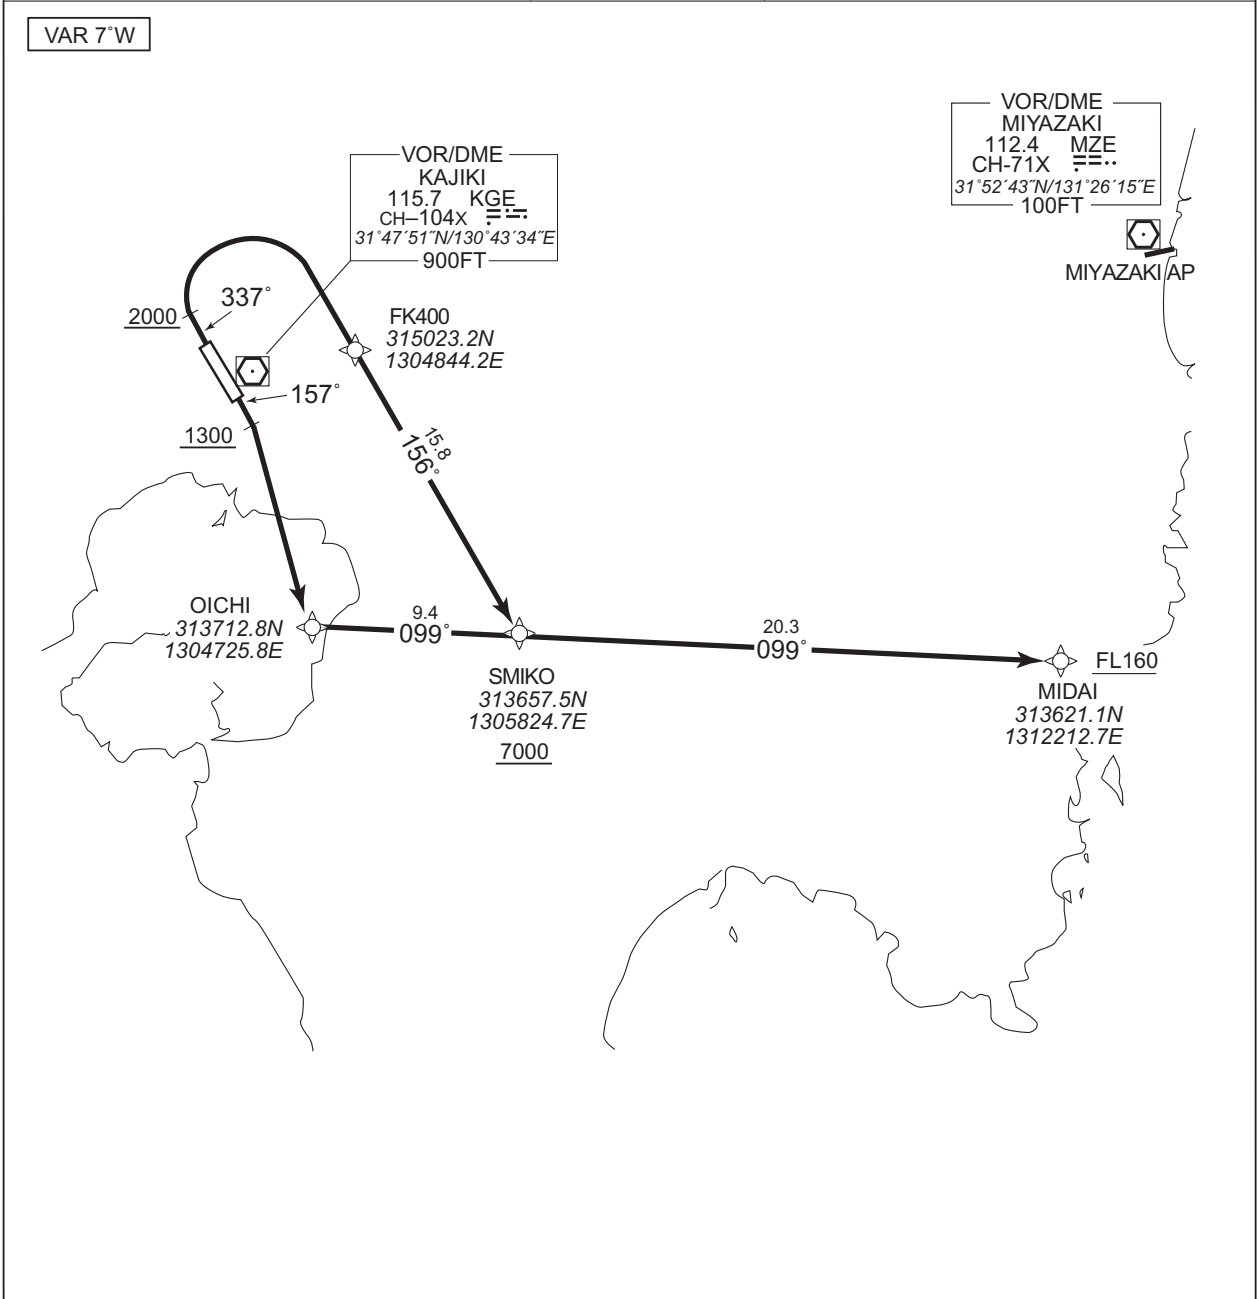 VAR 7˚W
VOR/DME
MIYAZAKI
112.4 MZE
CH-71X
31˚52´43˝N/131˚26´15˝E
100FT
MIYAZAKI AP
VOR/DME
KAJIKI
115.7 KGE
CH–104X
31˚47´51˝N/130˚43´34˝E
900FT
337˚
2000
FK400
315023.2N
1304844.2E
157˚
1300
15.8
156˚
OICHI
313712.8N
1304725.8E
9.4
099˚
SMIKO
313657.5N
1305824.7E
7000
20.3
099˚
FL160
MIDAI
313621.1N
1312212.7E